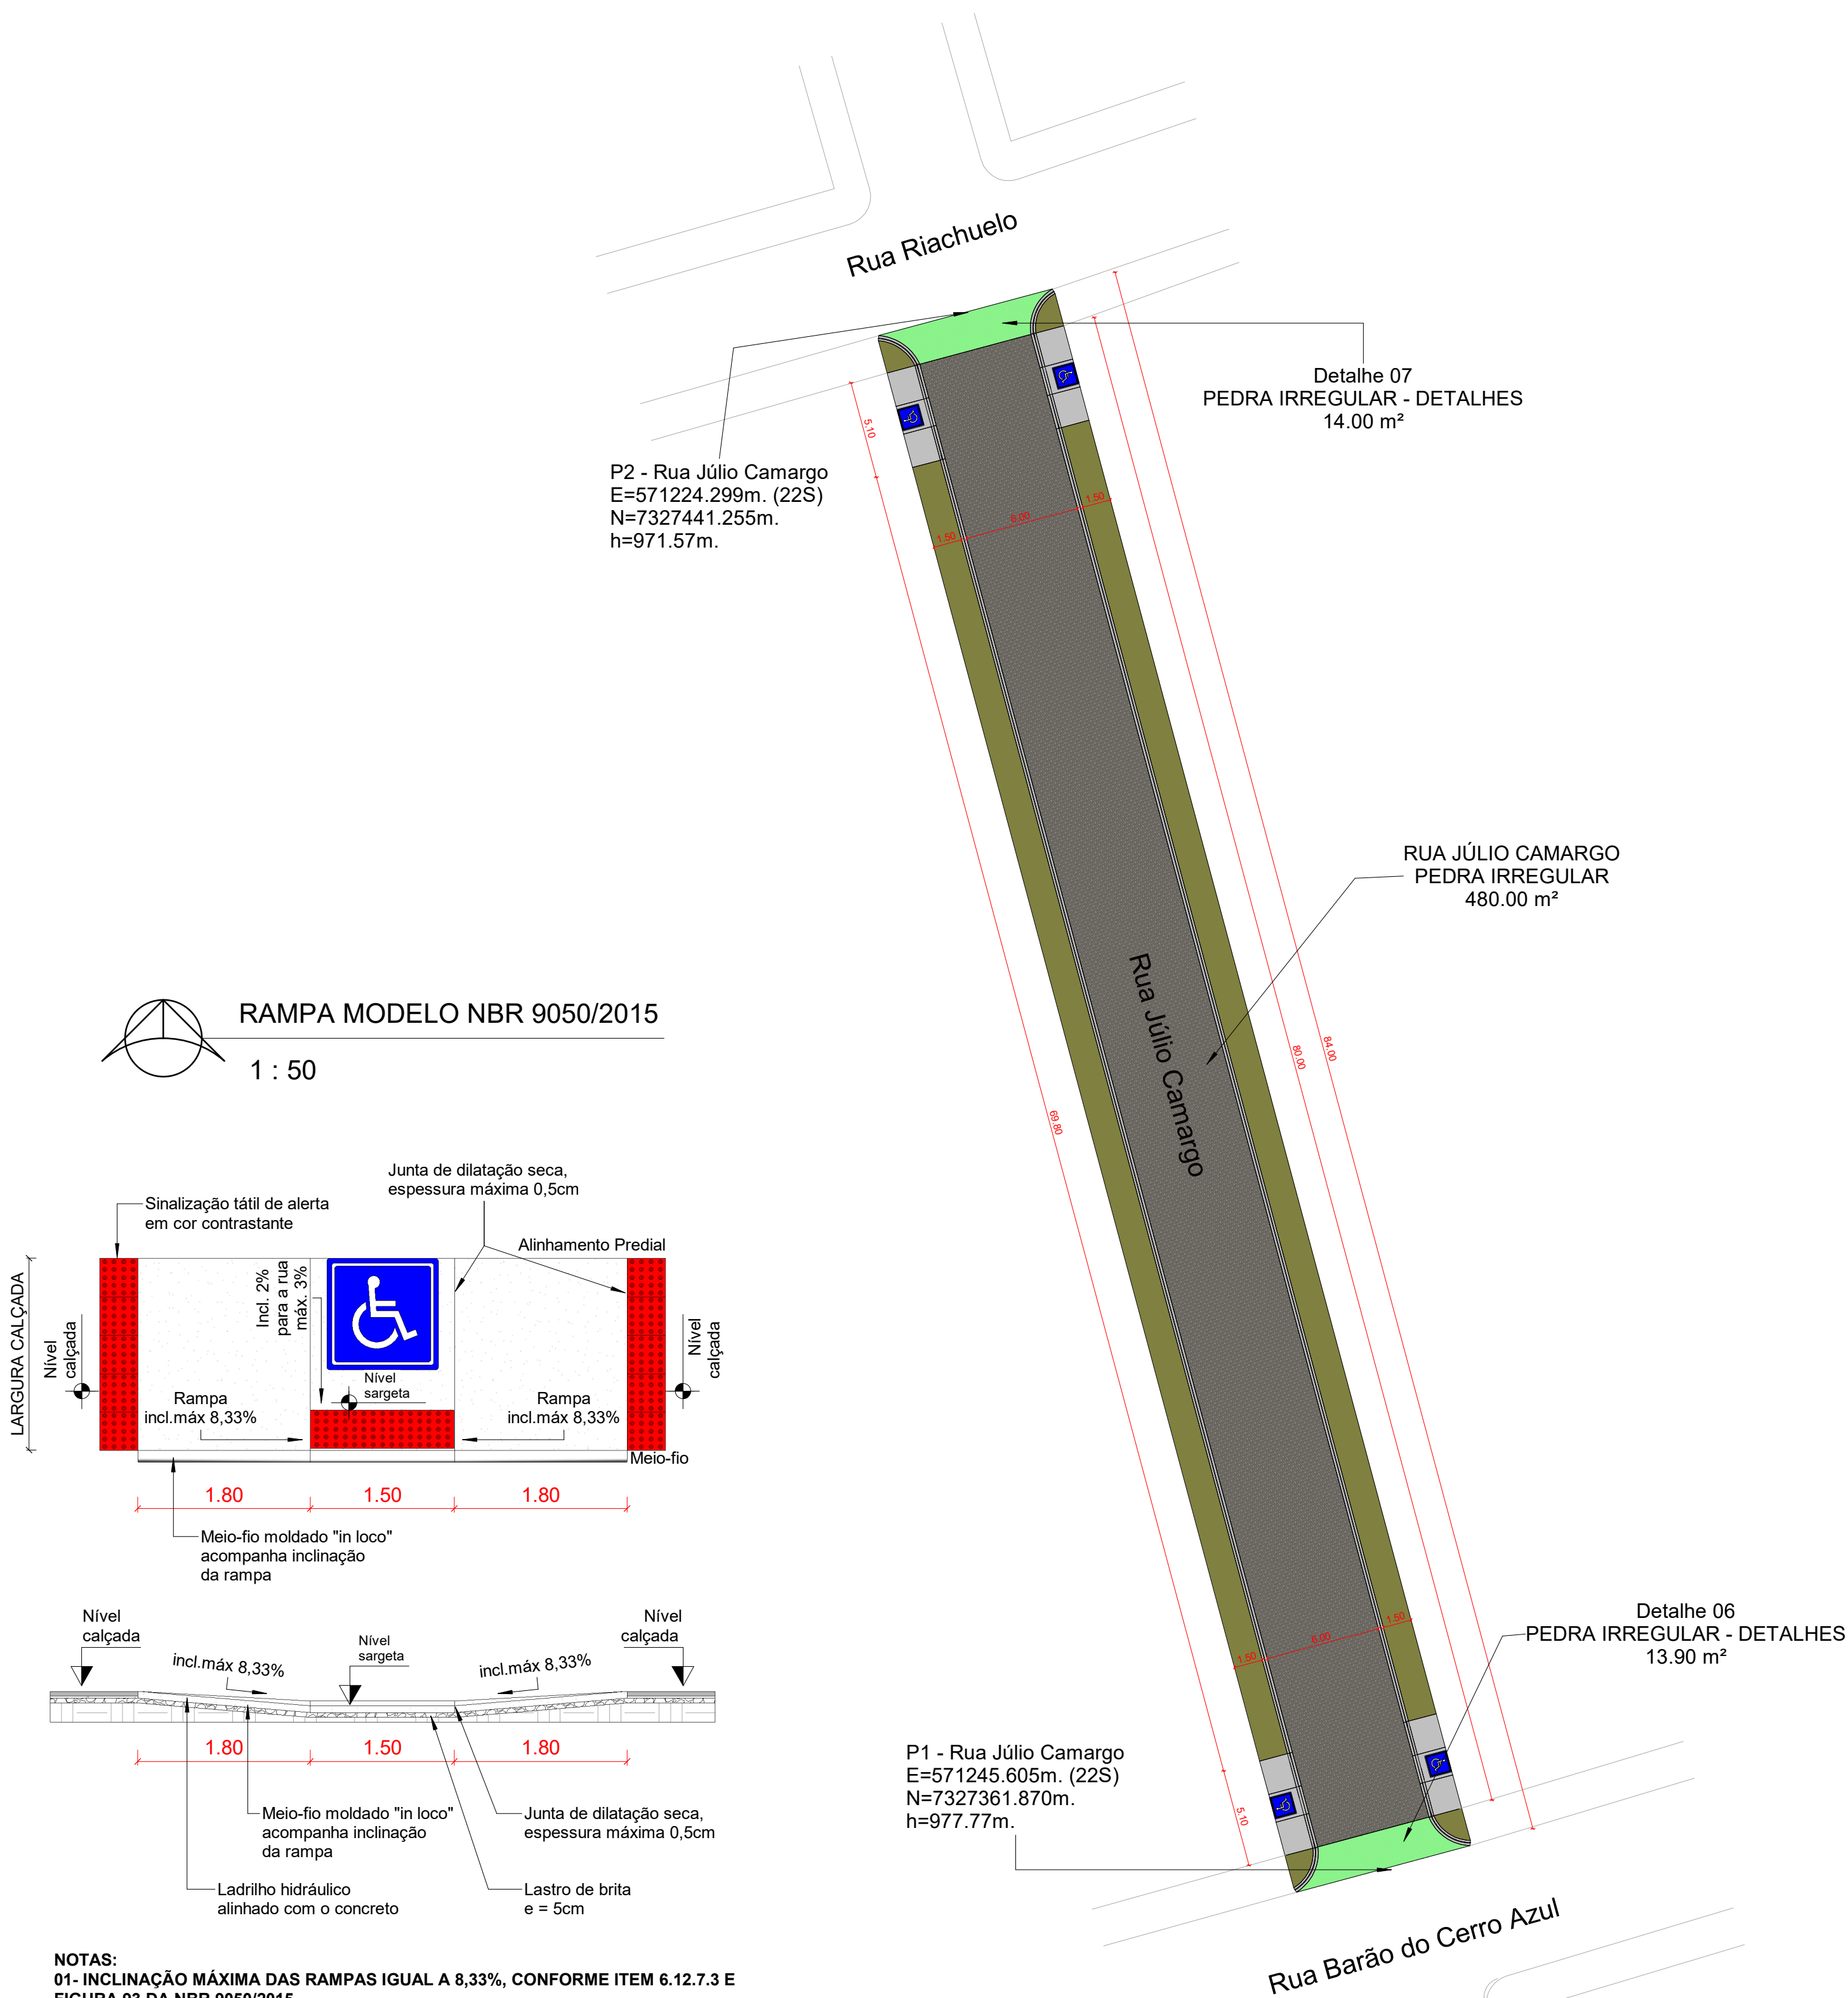 Rua Riachuelo
Detalhe 07
PEDRA IRREGULAR - DETALHES
14.00 m²
P2 - Rua Júlio Camargo
E=571224.299m. (22S)
N=7327441.255m.
h=971.57m.
5.10
1.50
6.00
1.50
RUA JÚLIO CAMARGO
PEDRA IRREGULAR
480.00 m²
Rua Júlio Camargo
69.80
80.00
84.00
RAMPA MODELO NBR 9050/2015
1 : 50
Junta de dilatação seca,
espessura máxima 0,5cm
Sinalização tátil de alerta
em cor contrastante
Alinhamento Predial
LARGURA CALÇADA
Nível
calçada
Incl. 2%
para a rua
máx. 3%
Nível
sargeta
Nível
calçada
Rampa
incl.máx 8,33%
Rampa
incl.máx 8,33%
Meio-fio
1.80
1.50
1.80
Meio-fio moldado "in loco"
acompanha inclinação
da rampa
Nível
calçada
Nível
sargeta
Nível
calçada
incl.máx 8,33%
incl.máx 8,33%
1.80
1.50
1.80
Meio-fio moldado "in loco"
acompanha inclinação
da rampa
Junta de dilatação seca,
espessura máxima 0,5cm
Ladrilho hidráulico
alinhado com o concreto
Lastro de brita
e = 5cm
Detalhe 06
PEDRA IRREGULAR - DETALHES
13.90 m²
1.50
6.00
1.50
P1 - Rua Júlio Camargo
E=571245.605m. (22S)
N=7327361.870m.
h=977.77m.
5.10
Rua Barão do Cerro Azul
NOTAS:
01- INCLINAÇÃO MÁXIMA DAS RAMPAS IGUAL A 8,33%, CONFORME ITEM 6.12.7.3 E
FIGURA 93 DA NBR 9050/2015